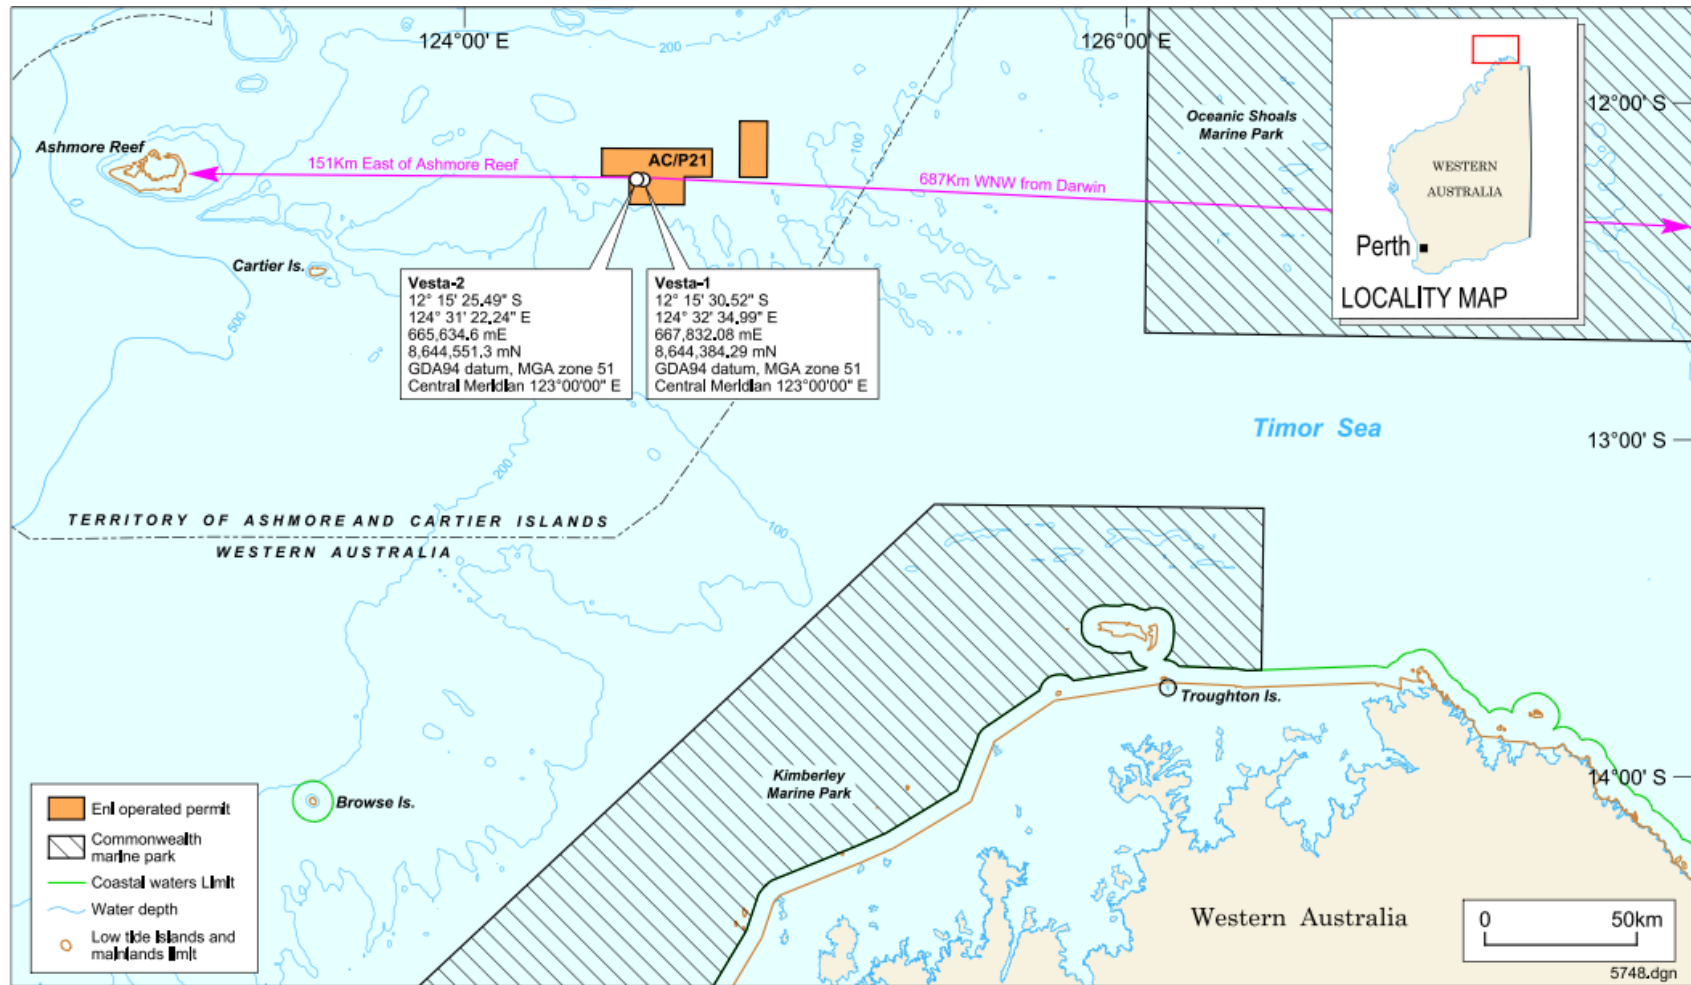 124°00' E
200
126°00' E
12°00' S
Oceanic Shoals
Marine Park
WESTERN
AUSTRALIA
Perth
LOCALITY MAP
Ashmore Reef
151Km East of Ashmore Reef
AC/P21
100
687Km WNW from Darwin
Cartier Is.
500
Vesta-2
12° 15' 25.49" S
124° 31' 22.24" E
665,634.6 mE
8,644,551.3 mN
GDA94 datum, MGA zone 51
Central Meridian 123°00'00" E
Vesta-1
12° 15' 30.52" S
124° 32' 34.99" E
667,832.08 mE
8,644,384.29 mN
GDA94 datum, MGA zone 51
Central Meridian 123°00'00" E
Timor Sea
13°00' S
200
TERRITORY OF ASHMORE AND CARTIER ISLANDS
WESTERN AUSTRALIA
100
Troughton Is.
Kimberley
Marine Park
14°00' S
Browse Is.
Eni operated permit
Commonwealth
marine park
Coastal waters Limit
Water depth
Low tide Islands and
mainlands limit
Western Australia
0 50km
5748.dgn